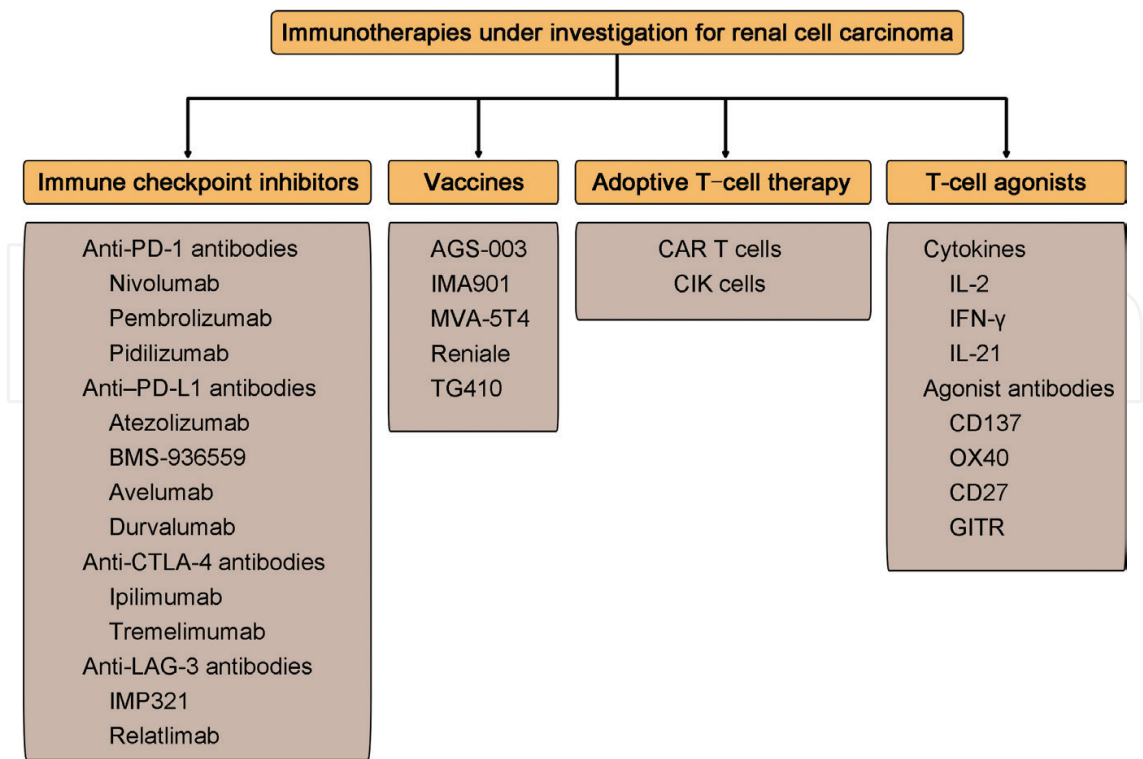 Immunotherapies under investigation for renal cell carcinoma
Immune checkpoint inhibitors
Anti-PD-1 antibodies
Nivolumab
Pembrolizumab
Pidilizumab
Anti–PD-L1 antibodies
Atezolizumab
BMS-936559
Avelumab
Durvalumab
Anti-CTLA-4 antibodies
Ipilimumab
Tremelimumab
Anti-LAG-3 antibodies
IMP321
Relatlimab
Vaccines
AGS-003
IMA901
MVA-5T4
Reniale
TG410
Adoptive T-cell therapy
CAR T cells
CIK cells
T-cell agonists
Cytokines
IL-2
IFN-γ
IL-21
Agonist antibodies
CD137
OX40
CD27
GITR